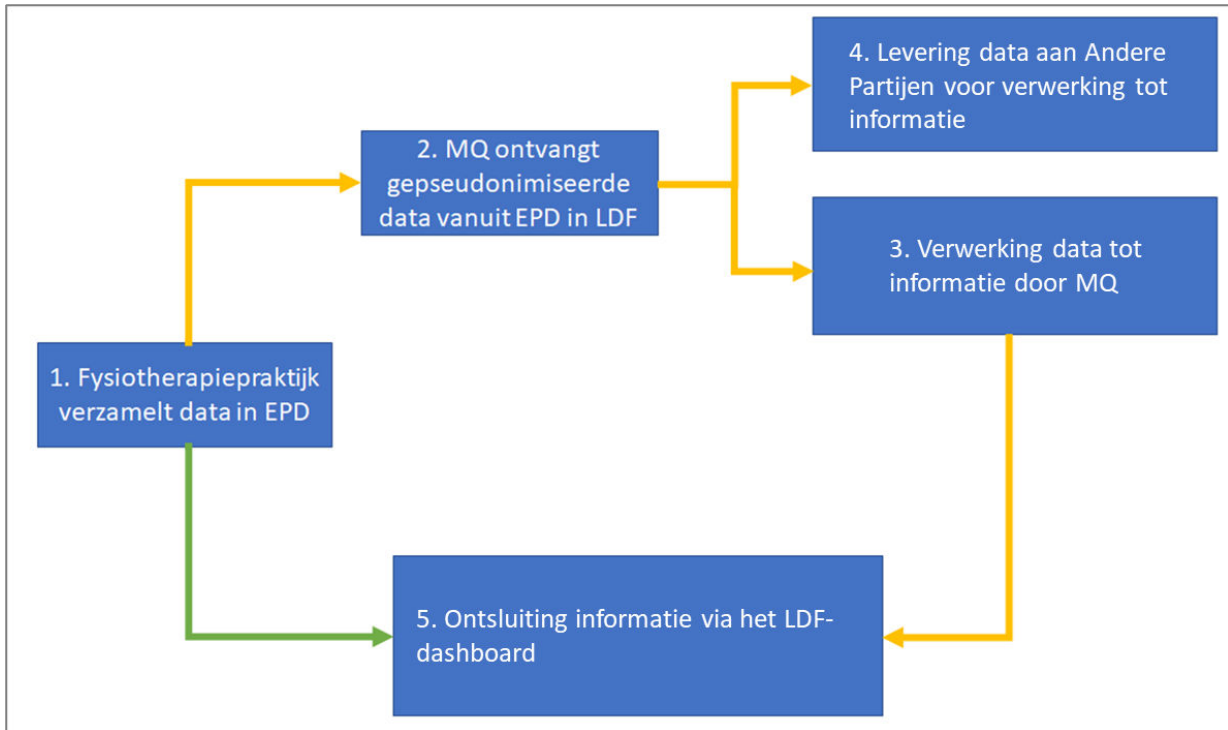 4. Levering data aan Andere
Partijen voor verwerking tot
informatie
2. MQ ontvangt
gepseudonimiseerde
data vanuit EPD in LDF
3. Verwerking data tot
informatie door MQ
1. Fysiotherapiepraktijk
verzamelt data in EPD
5. Ontsluiting informatie via het LDF-
dashboard